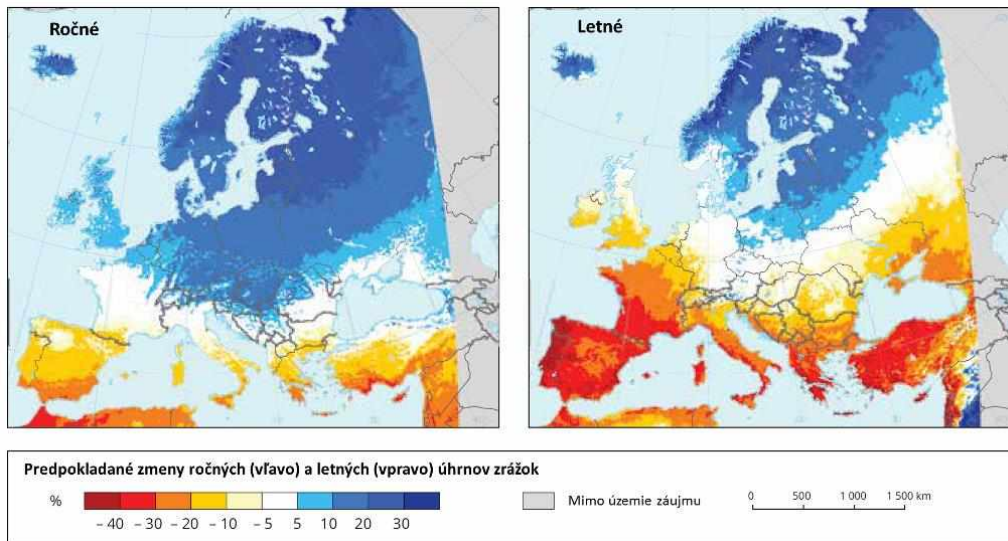 Ročné
Letné
Predpokladané zmeny ročných (vľavo) a letných (vpravo) úhrnov zrážok
%
– 40 – 30 – 20 – 10 – 5 5 10 20 30
Mimo územie záujmu
0 500 1 000 1 500 km